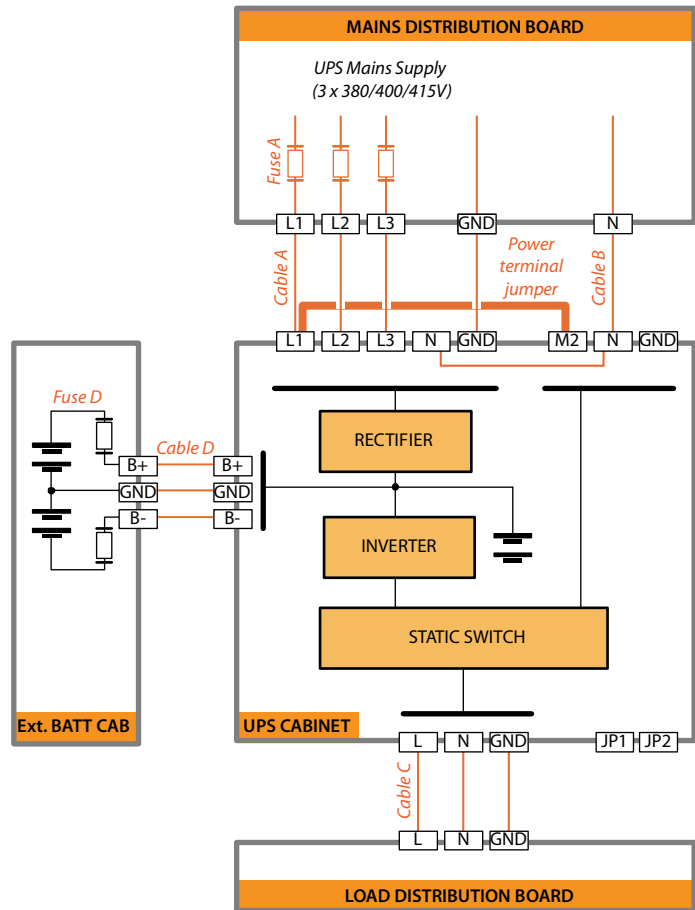 MAINS DISTRIBUTION BOARD
UPS Mains Supply
(3 x 380/400/415V)
Fuse A
L1 L2 L3 GND N
Cable A
Power
terminal
jumper
Cable B
L1 L2 L3 N GND M2 N GND
Fuse D
Cable D
B+ B+
GND GND
B- B-
RECTIFIER
INVERTER
STATIC SWITCH
Ext. BATT CAB
UPS CABINET
L N GND JP1 JP2
Cable C
L N GND
LOAD DISTRIBUTION BOARD